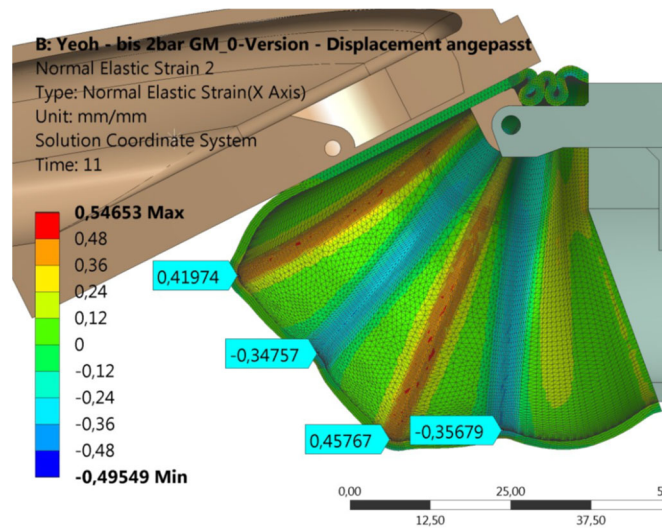 B: Yeoh - bis 2bar GM_0-Version - Displacement angepasst
Normal Elastic Strain 2
Type: Normal Elastic Strain(X Axis)
Unit: mm/mm
Solution Coordinate System
Time: 11
0,54653 Max
0,48
0,36
0,24
0,12
0
-0,12
-0,24
-0,36
-0,48
-0,49549 Min
0,41974
-0,34757
0,45767
-0,35679
0,00
25,00
12,50
37,50